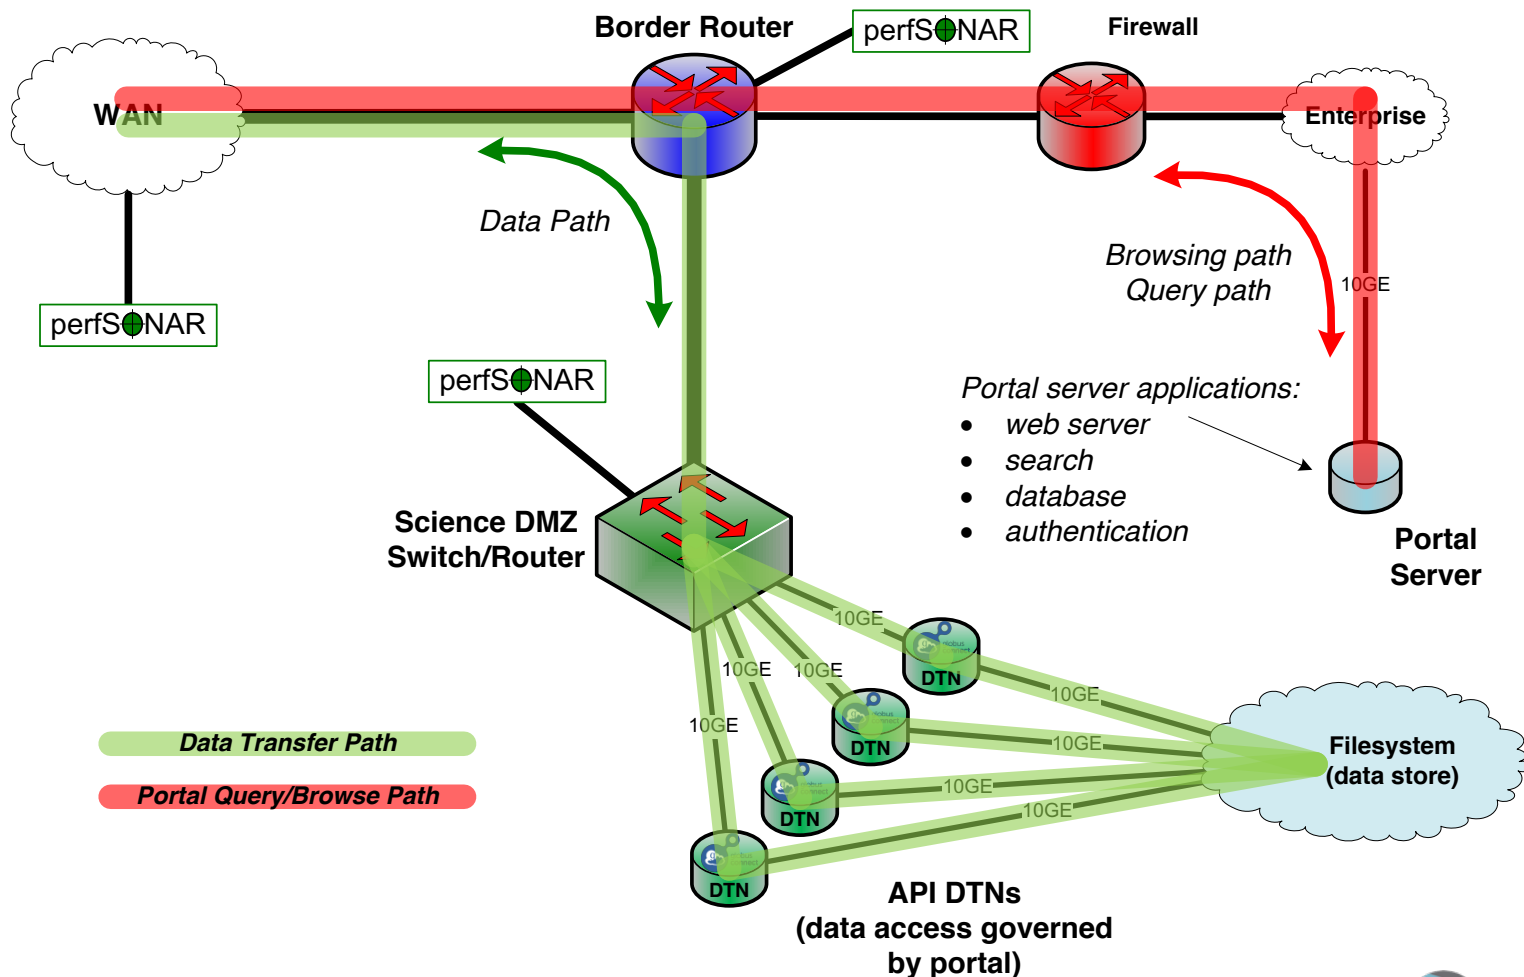 Border Router
perfSONAR
Firewall
WAN
Enterprise
Data Path
Browsing path
Query path
10GE
perfSONAR
perfSONAR
Portal server applications:
• web server
• search
• database
• authentication
Portal
Server
Science DMZ
Switch/Router
10GE
10GE
10GE
10GE
DTN
DTN
DTN
DTN
10GE
10GE
10GE
10GE
Filesystem
(data store)
Data Transfer Path
Portal Query/Browse Path
API DTNs
(data access governed
by portal)